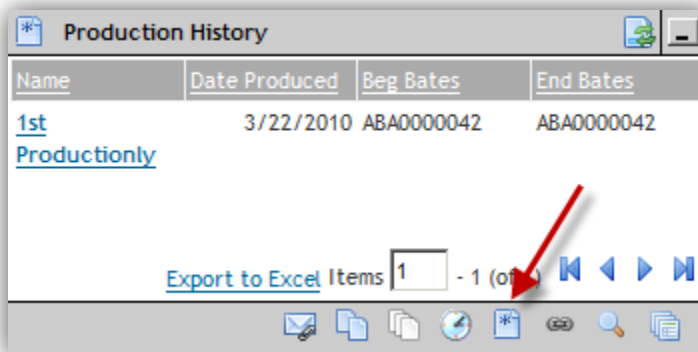 Production History
Name Date Produced Beg Bates End Bates
1st 3/22/2010 ABA0000042 ABA0000042
Productionly
Export to Excel Items 1 - 1 (of )